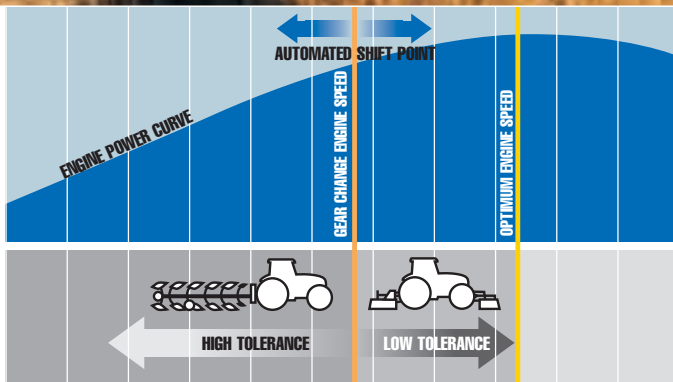 AUTOMATED SHIFT POINT
ENGINE POWER CURVE
GEAR CHANGE ENGINE SPEED
OPTIMUM ENGINE SPEED
HIGH TOLERANCE
LOW TOLERANCE